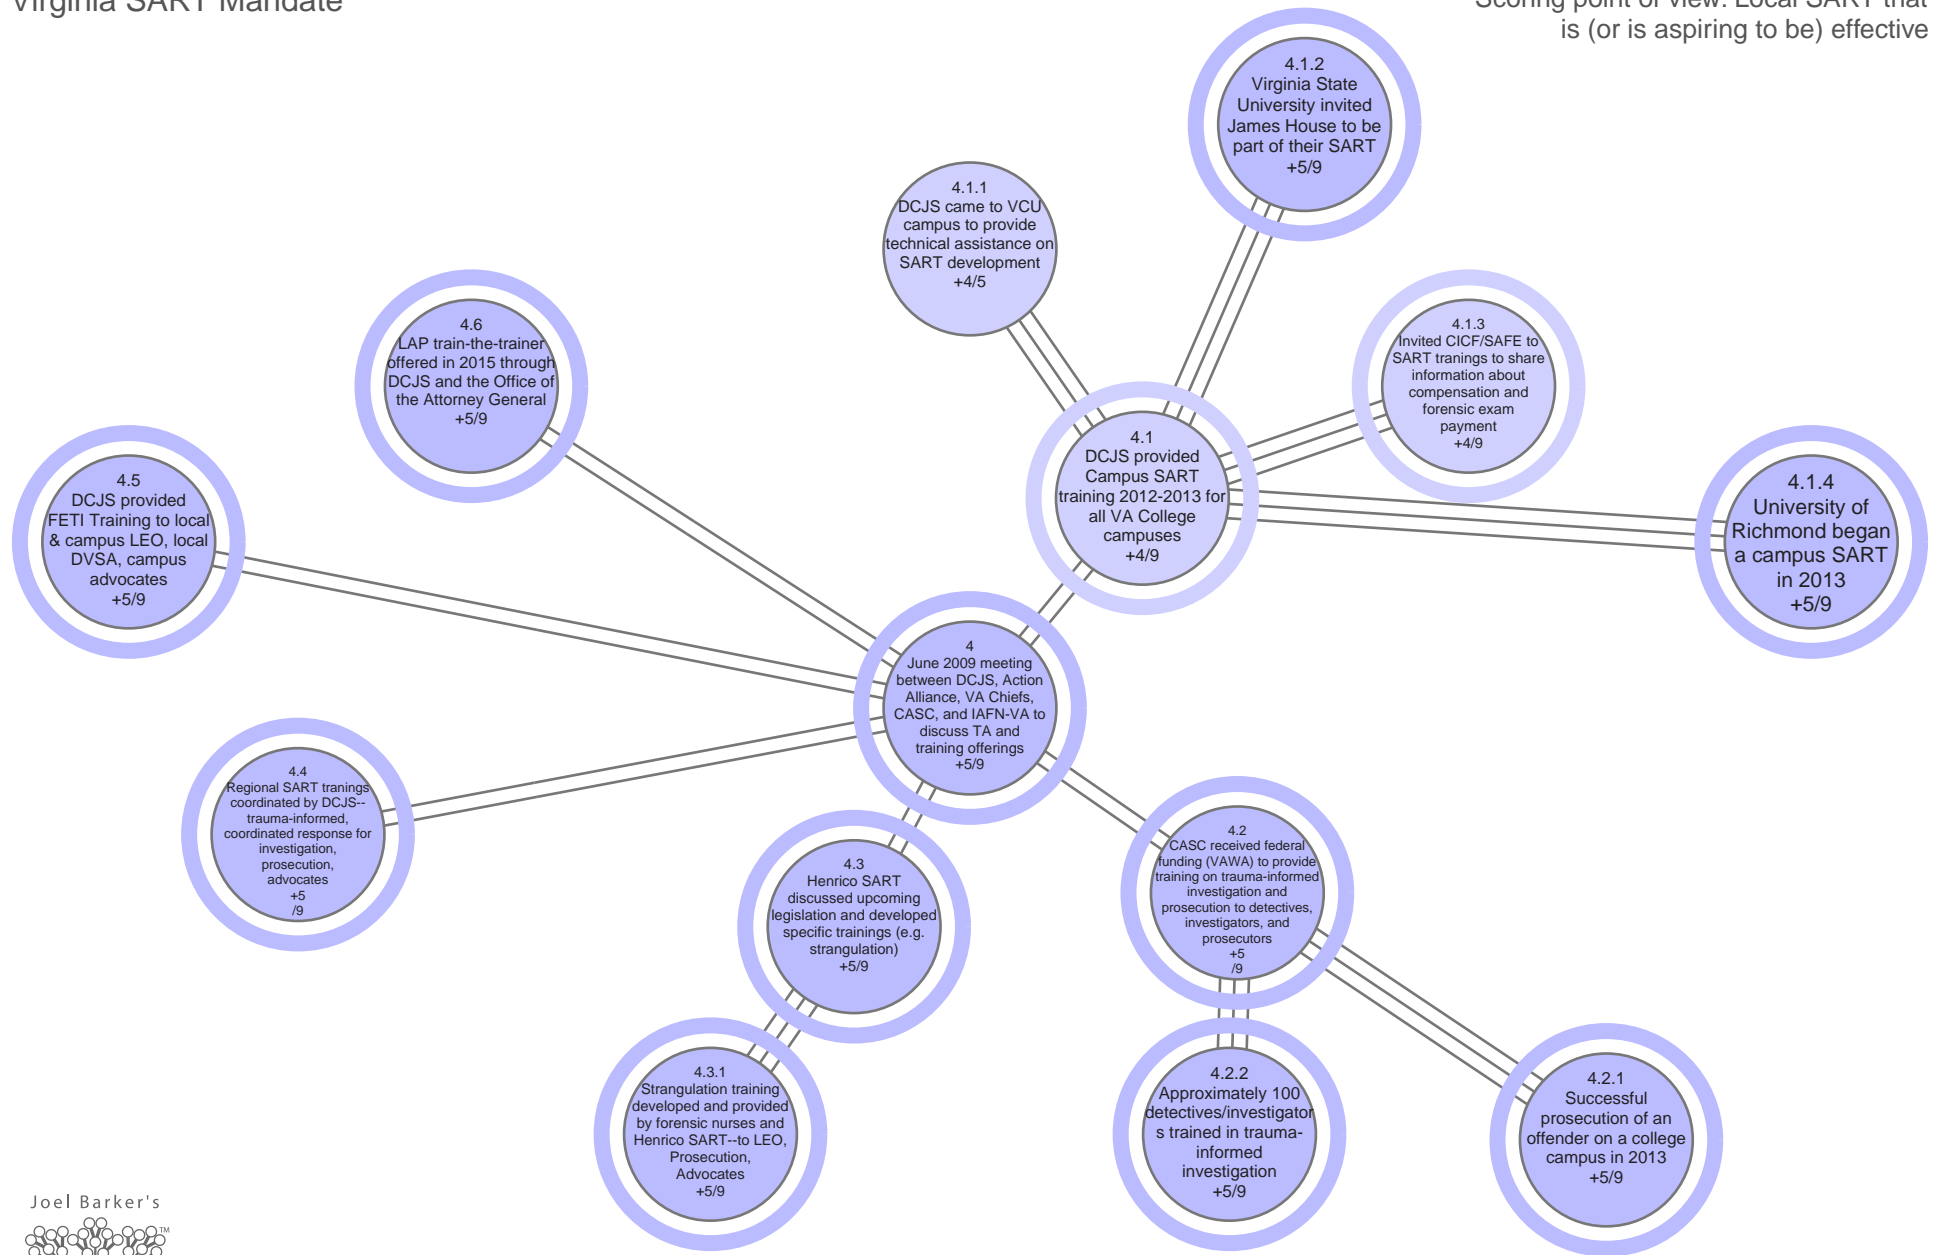 Virginia SART Mandate
Scoring point of view: Local SART that
is (or is aspiring to be) effective
4.1.2
Virginia State
University invited
James House to be
part of their SART
+5/9
4.1.1
DCJS came to VCU
campus to provide
technical assistance on
SART development
+4/5
4.6
LAP train-the-trainer
offered in 2015 through
DCJS and the Office of
the Attorney General
+5/9
4.1.3
Invited CICF/SAFE to
SART tranings to share
information about
compensation and
forensic exam
payment
+4/9
4.1
DCJS provided
Campus SART
training 2012-2013 for
all VA College
campuses
+4/9
4.1.4
University of
Richmond began
a campus SART
in 2013
+5/9
4.5
DCJS provided
FETI Training to local
& campus LEO, local
DVSA, campus
advocates
+5/9
4
June 2009 meeting
between DCJS, Action
Alliance, VA Chiefs,
CASC, and IAFN-VA to
discuss TA and
training offerings
+5/9
4.4
Regional SART tranings
coordinated by DCJS--
trauma-informed,
coordinated response for
investigation,
prosecution,
advocates
+5
/9
4.3
Henrico SART
discussed upcoming
legislation and developed
specific trainings (e.g.
strangulation)
+5/9
4.2
CASC received federal
funding (VAWA) to provide
training on trauma-informed
investigation and
prosecution to detectives,
investigators, and
prosecutors
+5
/9
4.3.1
Strangulation training
developed and provided
by forensic nurses and
Henrico SART--to LEO,
Prosecution,
Advocates
+5/9
4.2.2
Approximately 100
detectives/investigator
s trained in trauma-
informed
investigation
+5/9
4.2.1
Successful
prosecution of an
offender on a college
campus in 2013
+5/9
Joel Barker's
TM